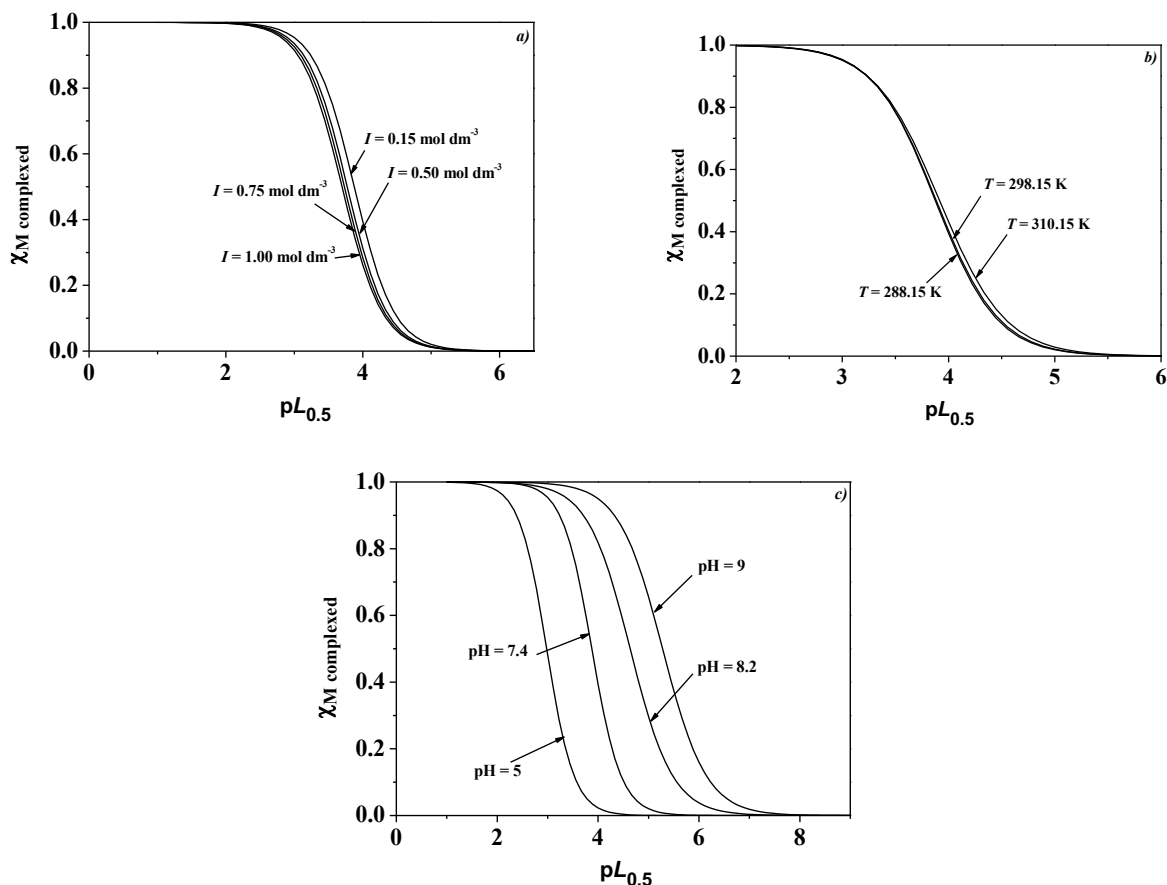 a)
1.0
0.8
0.6
0.4
0.2
0.0
χM complexed
I = 0.15 mol dm-3
I = 0.50 mol dm-3
I = 0.75 mol dm-3
I = 1.00 mol dm-3
0 2 4 6
pL0.5
b)
1.0
0.8
0.6
0.4
0.2
0.0
χM complexed
T = 298.15 K
T = 310.15 K
T = 288.15 K
2 3 4 5 6
pL0.5
c)
1.0
0.8
0.6
0.4
0.2
0.0
χM complexed
pH = 9
pH = 7.4
pH = 8.2
pH = 5
0 2 4 6 8
pL0.5